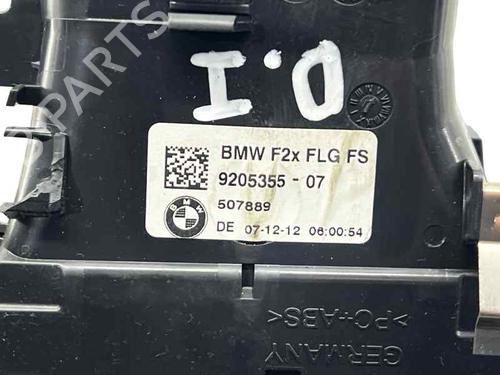 B-PARTS
D.I
BMW F2x FLG FS
9205355 - 07
507889
DE 07-12-12 06:00:54
>PC+ABS<
GERMANY